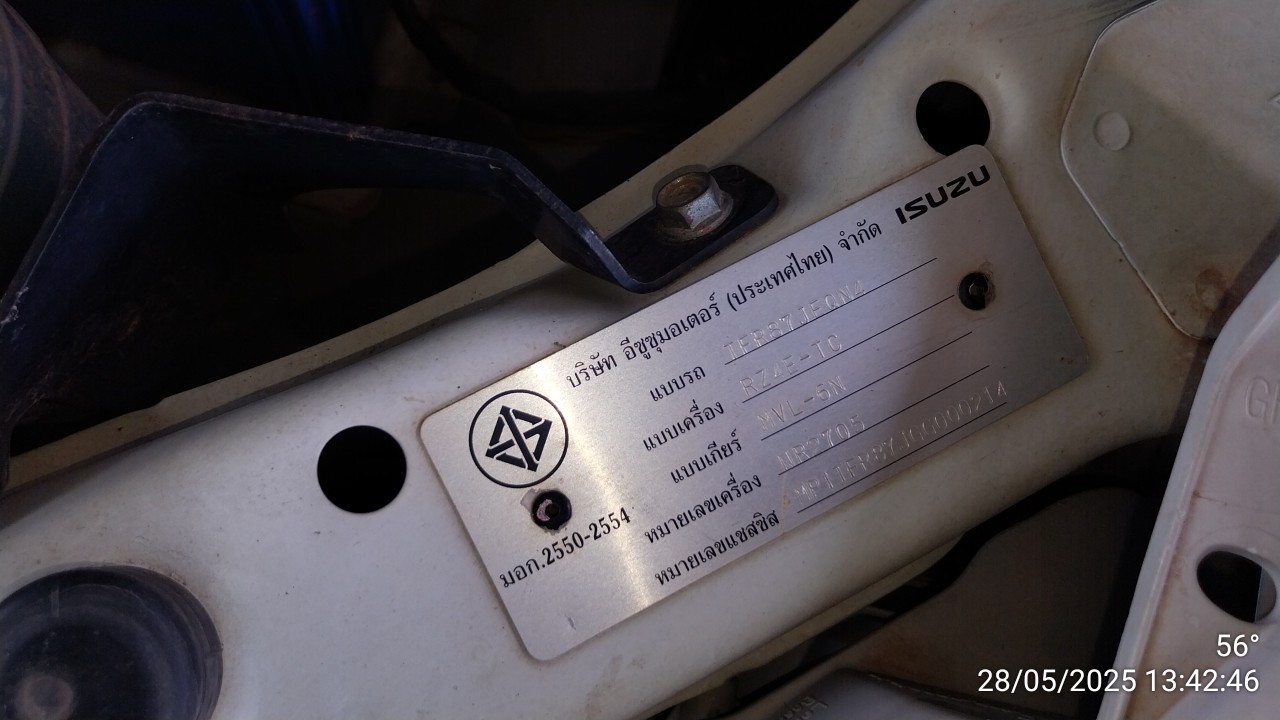 บริษัท อีซูซุมอเตอร์ (ประเทศไทย) จำกัด ISUZU
แบบรถ TFR87JFQN4
แบบเครื่อง RZ4E-TC
แบบเกียร์ MVL-6N
หมายเลขเครื่อง
หมายเลขแชสซีส
มอก.2550-2554
56°
28/05/2025 13:42:46